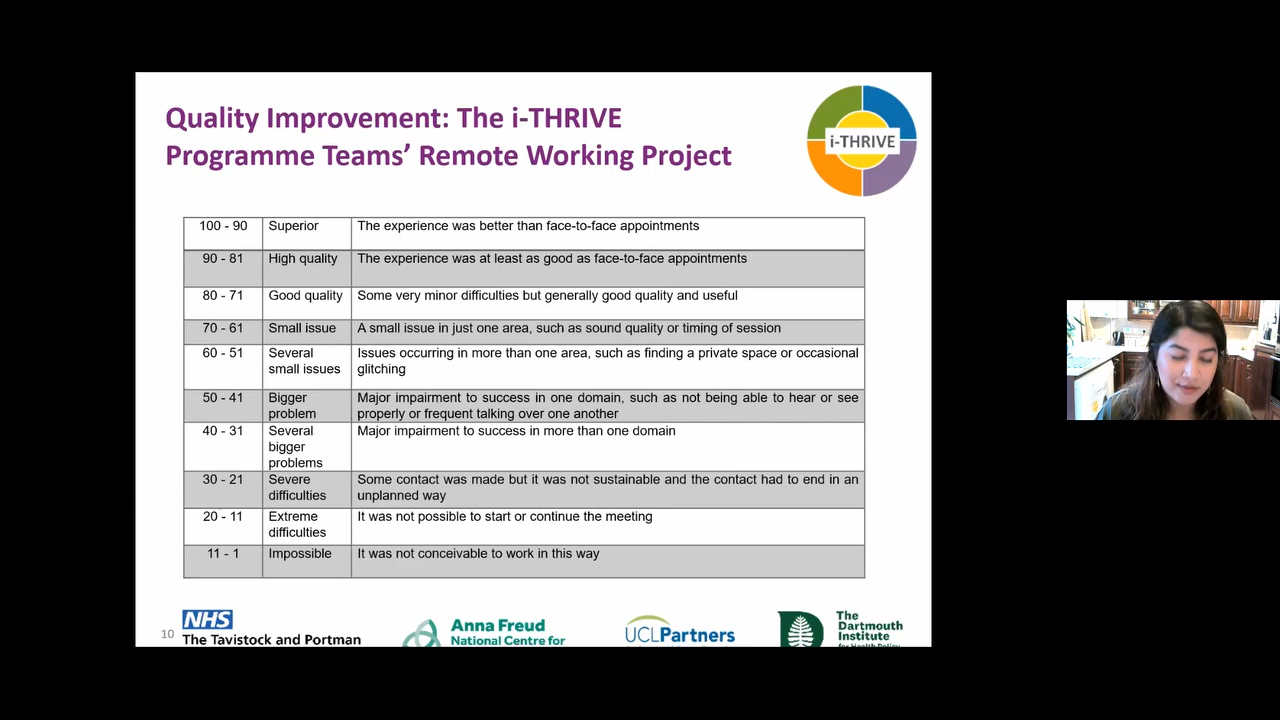 Quality Improvement: The i-THRIVE
Programme Teams’ Remote Working Project
i-THRIVE
100 - 90 Superior The experience was better than face-to-face appointments
90 - 81 High quality The experience was at least as good as face-to-face appointments
80 - 71 Good quality Some very minor difficulties but generally good quality and useful
70 - 61 Small issue A small issue in just one area, such as sound quality or timing of session
60 - 51 Several Issues occurring in more than one area, such as finding a private space or occasional
small issues glitching
50 - 41 Bigger Major impairment to success in one domain, such as not being able to hear or see
problem properly or frequent talking over one another
40 - 31 Several Major impairment to success in more than one domain
bigger
problems
30 - 21 Severe Some contact was made but it was not sustainable and the contact had to end in an
difficulties unplanned way
20 - 11 Extreme It was not possible to start or continue the meeting
difficulties
11 - 1 Impossible It was not conceivable to work in this way
10
NHS
The Tavistock and Portman
Anna Freud
National Centre for
UCLPartners
The
Dartmouth
Institute
for Health Policy